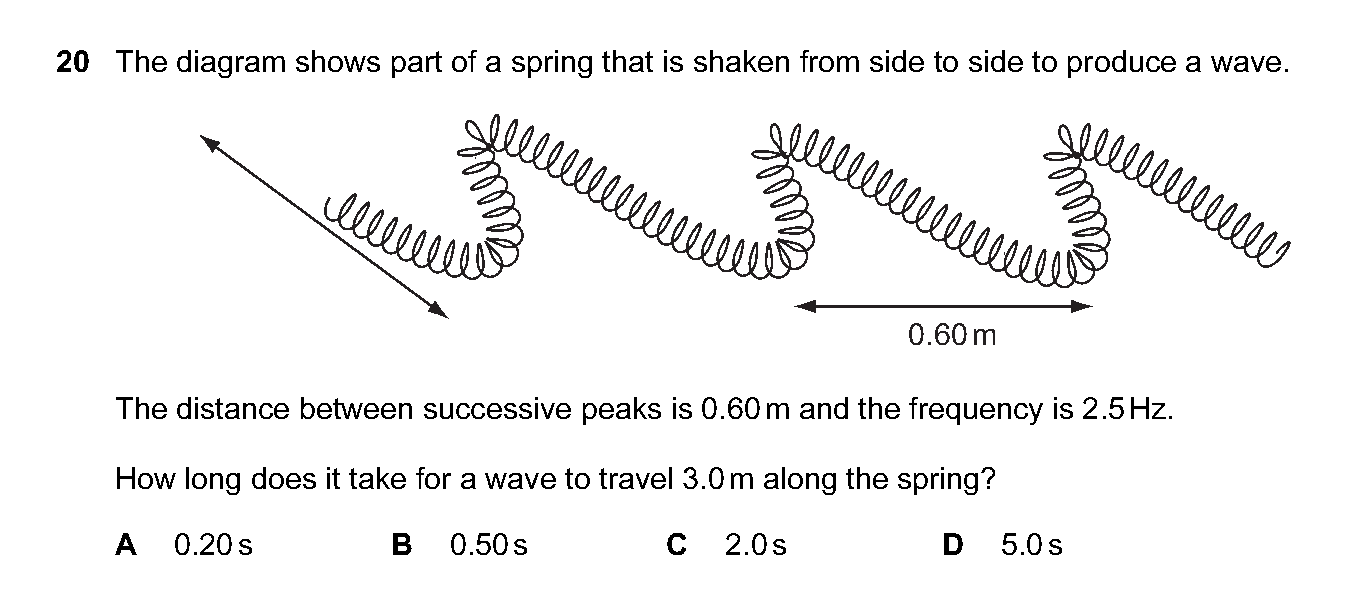 20 The diagram shows part of a spring that is shaken from side to side to produce a wave.
0.60 m
The distance between successive peaks is 0.60 m and the frequency is 2.5 Hz.
How long does it take for a wave to travel 3.0 m along the spring?
A 0.20 s B 0.50 s C 2.0 s D 5.0 s